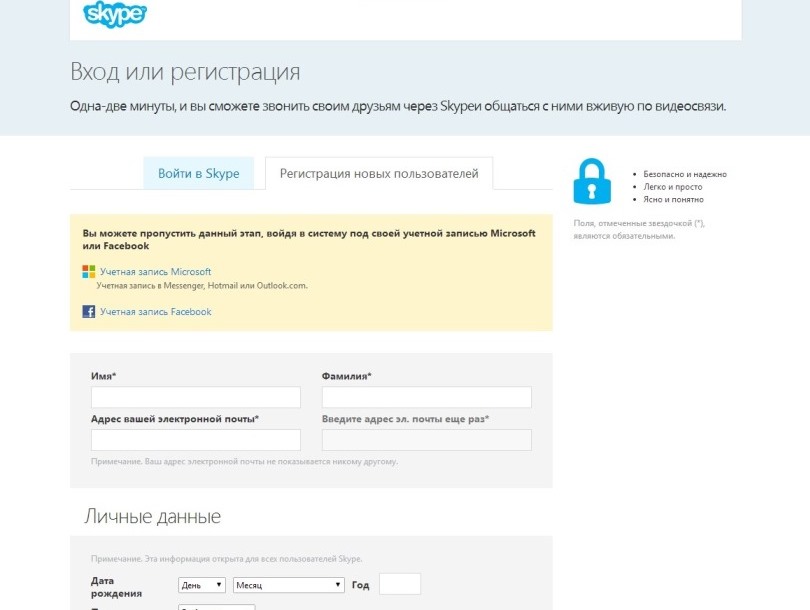 skype
Вход или регистрация
Одна-две минуты, и вы сможете звонить своим друзьям через Skypeи общаться с ними вживую по видеосвязи.
Войти в Skype
Регистрация новых пользователей
Безопасно и надежно
Легко и просто
Ясно и понятно
Поля, отмеченные звездочкой (*),
являются обязательными.
Вы можете пропустить данный этап, войдя в систему под своей учетной записью Microsoft
или Facebook
Учетная запись Microsoft
Учетная запись в Messenger, Hotmail или Outlook.com.
Учетная запись Facebook
Имя*
Фамилия*
Адрес вашей электронной почты*
Введите адрес эл. почты еще раз*
Примечание. Ваш адрес электронной почты не показывается никому другому.
Личные данные
Примечание. Эта информация открыта для всех пользователей Skype.
Дата
рождения
День
Месяц
Год